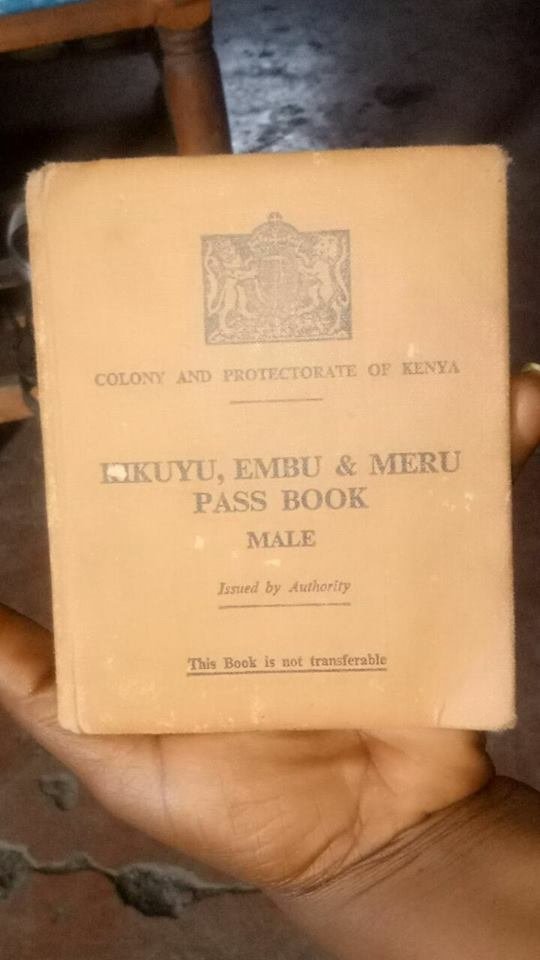 COLONY AND PROTECTORATE OF KENYA
KIKUYU, EMBU & MERU
PASS BOOK
MALE
Issued by Authority
This Book is not transferable